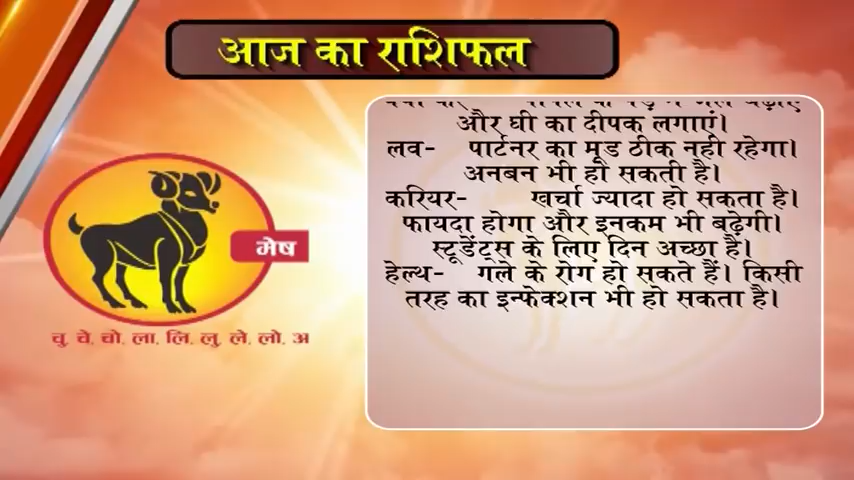 आज का राशिफल
और घी का दीपक लगाएं।
लव- पार्टनर का मूड ठीक नही रहेगा।
अनबन भी हो सकती है।
करियर- खर्चा ज्यादा हो सकता है।
फायदा होगा और इनकम भी बढ़ेगी।
स्टूडेंट्स के लिए दिन अच्छा है।
हेल्थ- गले के रोग हो सकते हैं। किसी
तरह का इन्फेक्शन भी हो सकता है।
मेष
चु, चे, चो, ला, लि, लु, ले, लो, अ